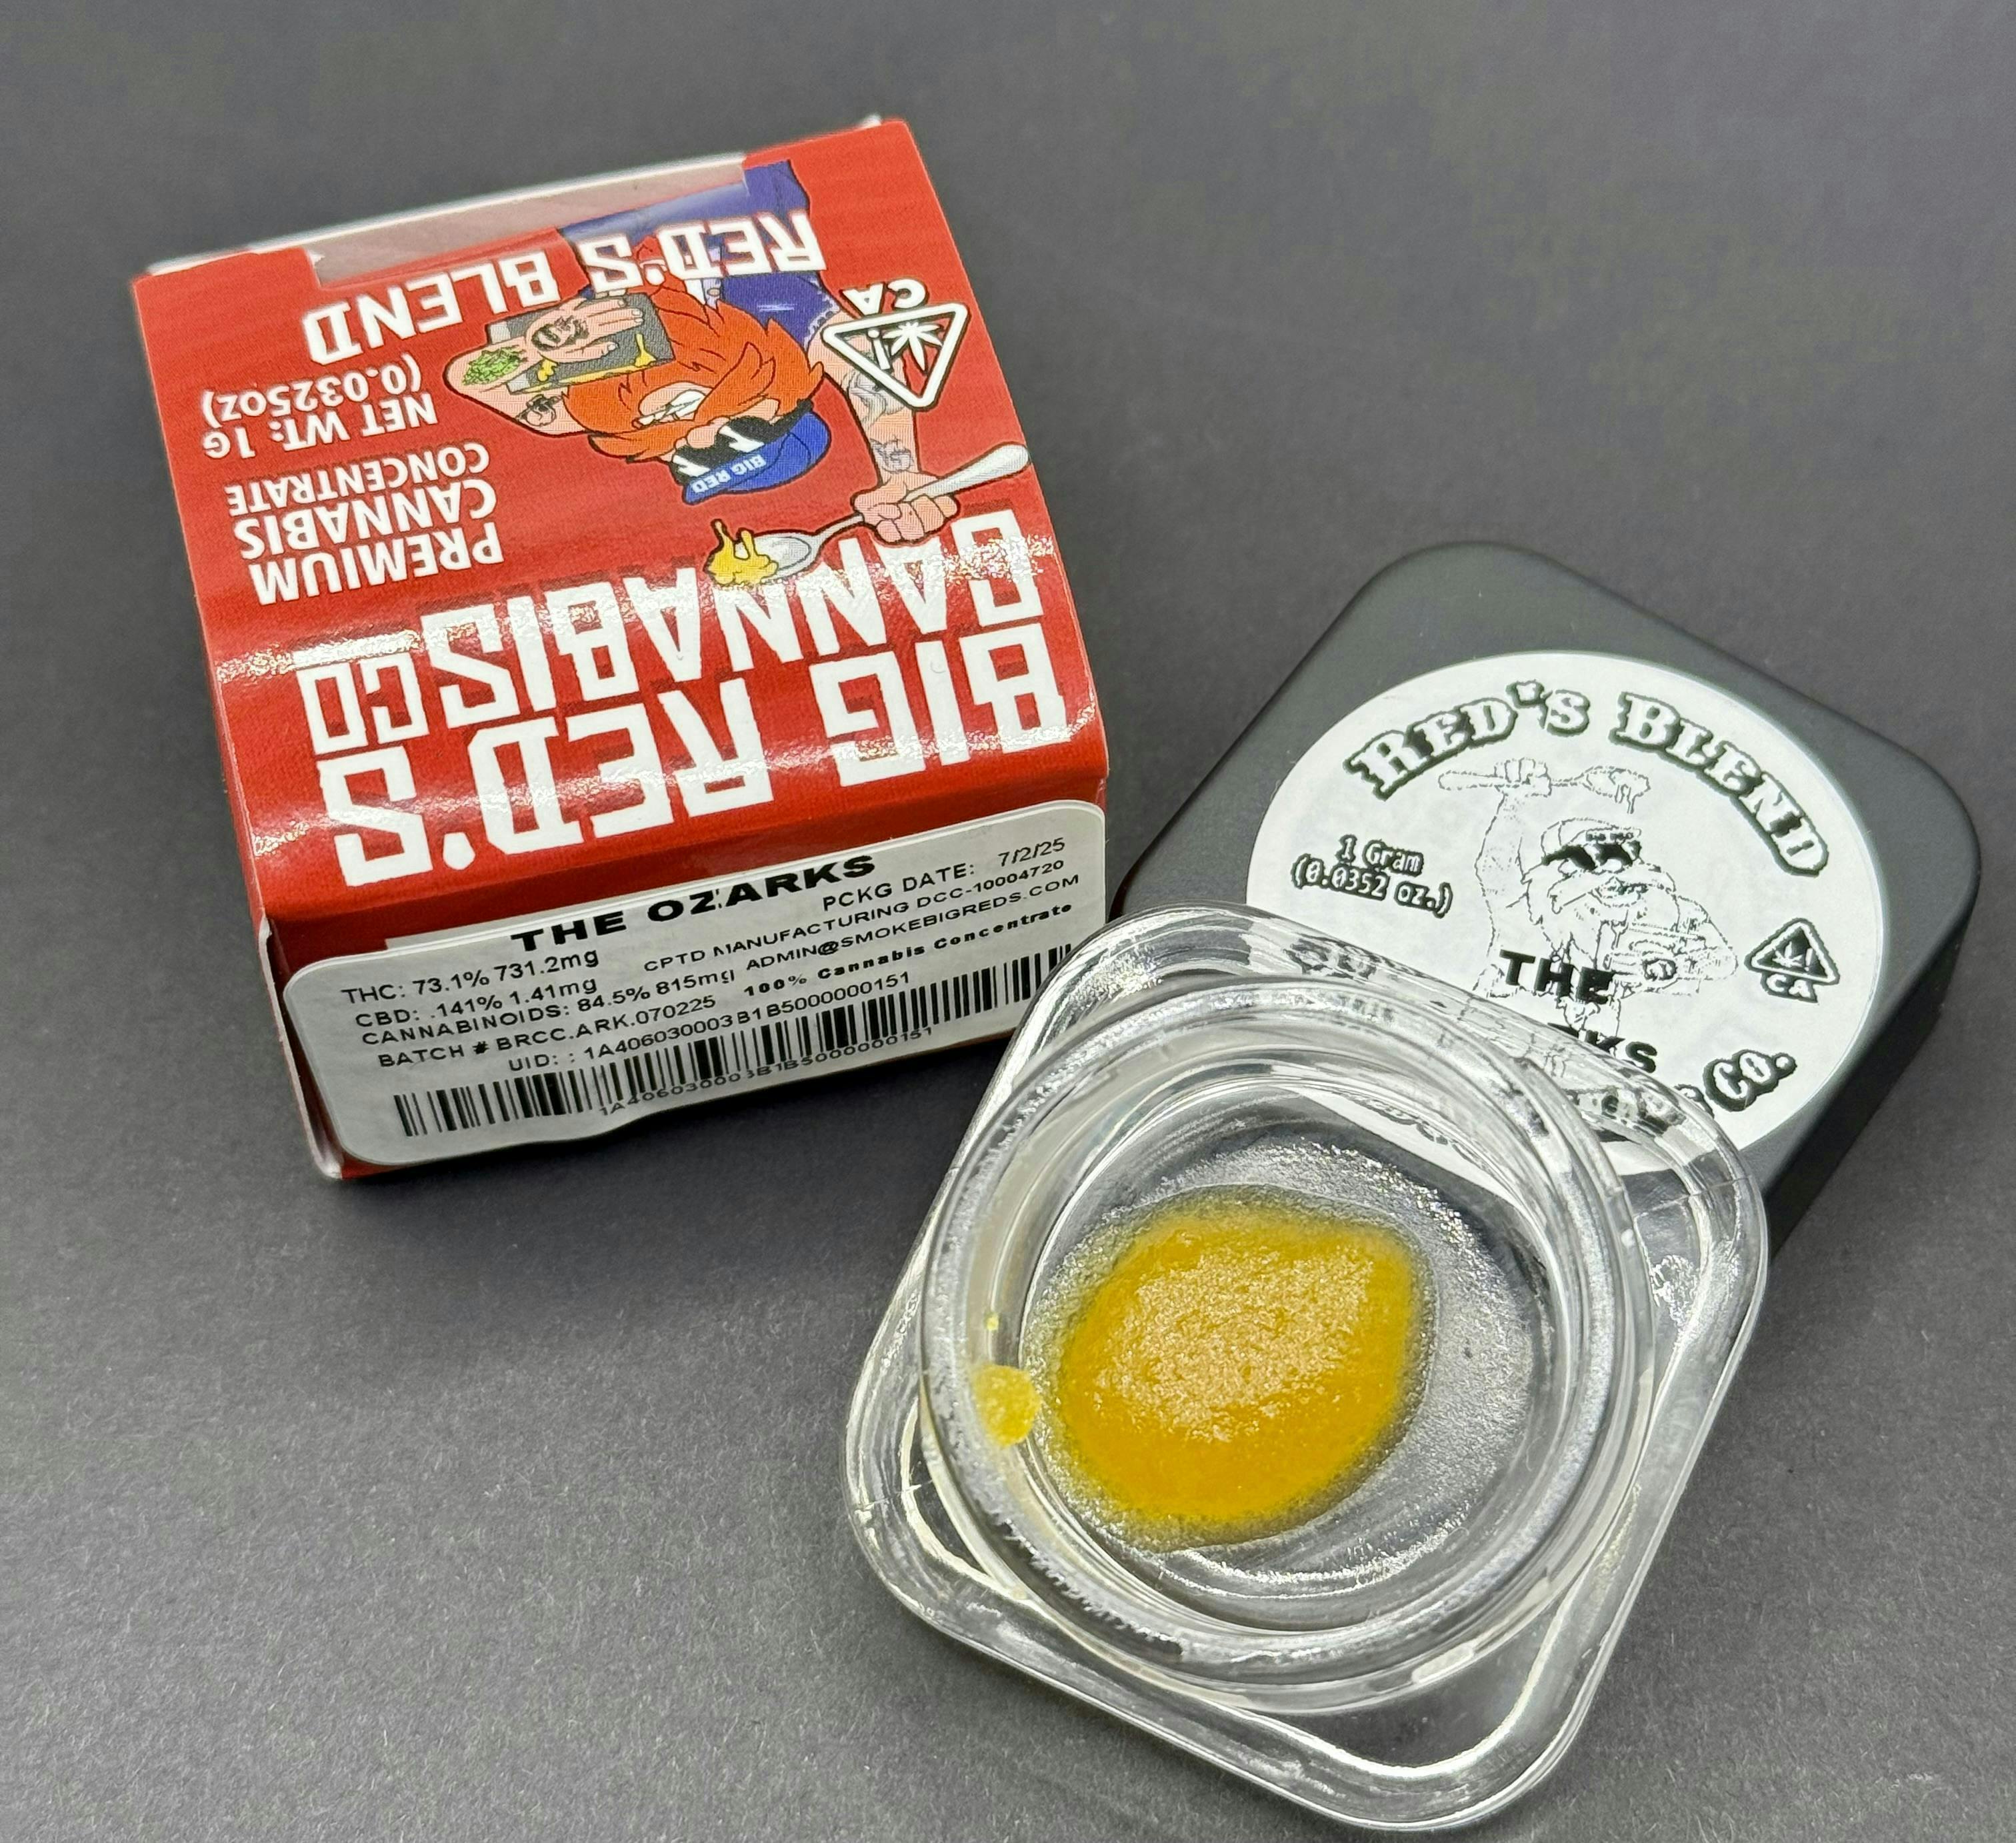 BIG RED'S
CANNABIS CO
PREMIUM
CANNABIS
CONCENTRATE
NET WT: 1G
(0.0325OZ)
BIG RED
CA
RED'S BLEND
THE OZARKS
PCKG DATE: 7/2/25
THC: 73.1% 731.2mg
CPTD MANUFACTURING DCC-10004720
CBD: .141% 1.41mg
ADMIN@SMOKEBIGREDS.COM
CANNABINOIDS: 84.5% 815mg
100% Cannabis Concentrate
BATCH # BRCC.ARK.070225
UID: : 1A406030003B1B5000000151
1A406030003B1B5000000151
RED'S BLEND
1 Gram
(0.0352 oz.)
THE
CA
CO.